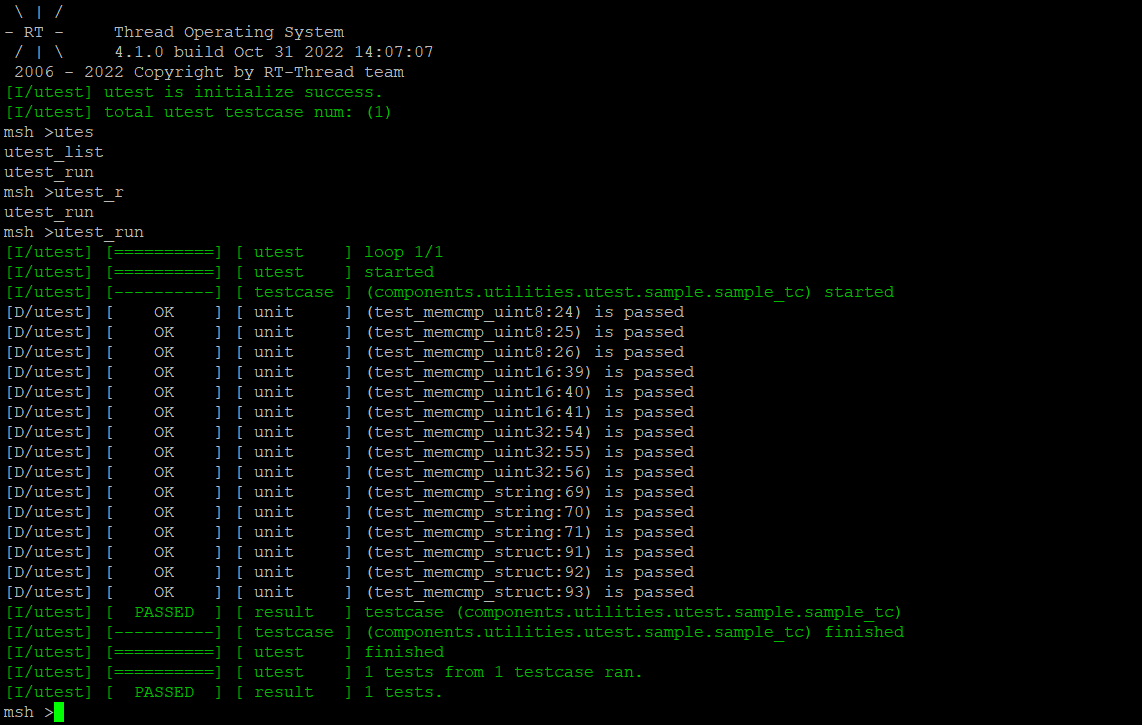 \ | /
- RT -     Thread Operating System
 / | \     4.1.0 build Oct 31 2022 14:07:07
 2006 - 2022 Copyright by RT-Thread team
[I/utest] utest is initialize success.
[I/utest] total utest testcase num: (1)
msh >utes
utest_list
utest_run
msh >utest_r
utest_run
msh >utest_run
[I/utest] [==========] [ utest    ] loop 1/1
[I/utest] [==========] [ utest    ] started
[I/utest] [----------] [ testcase ] (components.utilities.utest.sample.sample_tc) started
[D/utest] [    OK    ] [ unit     ] (test_memcmp_uint8:24) is passed
[D/utest] [    OK    ] [ unit     ] (test_memcmp_uint8:25) is passed
[D/utest] [    OK    ] [ unit     ] (test_memcmp_uint8:26) is passed
[D/utest] [    OK    ] [ unit     ] (test_memcmp_uint16:39) is passed
[D/utest] [    OK    ] [ unit     ] (test_memcmp_uint16:40) is passed
[D/utest] [    OK    ] [ unit     ] (test_memcmp_uint16:41) is passed
[D/utest] [    OK    ] [ unit     ] (test_memcmp_uint32:54) is passed
[D/utest] [    OK    ] [ unit     ] (test_memcmp_uint32:55) is passed
[D/utest] [    OK    ] [ unit     ] (test_memcmp_uint32:56) is passed
[D/utest] [    OK    ] [ unit     ] (test_memcmp_string:69) is passed
[D/utest] [    OK    ] [ unit     ] (test_memcmp_string:70) is passed
[D/utest] [    OK    ] [ unit     ] (test_memcmp_string:71) is passed
[D/utest] [    OK    ] [ unit     ] (test_memcmp_struct:91) is passed
[D/utest] [    OK    ] [ unit     ] (test_memcmp_struct:92) is passed
[D/utest] [    OK    ] [ unit     ] (test_memcmp_struct:93) is passed
[I/utest] [  PASSED  ] [ result   ] testcase (components.utilities.utest.sample.sample_tc)
[I/utest] [----------] [ testcase ] (components.utilities.utest.sample.sample_tc) finished
[I/utest] [==========] [ utest    ] finished
[I/utest] [==========] [ utest    ] 1 tests from 1 testcase ran.
[I/utest] [  PASSED  ] [ result   ] 1 tests.
msh >